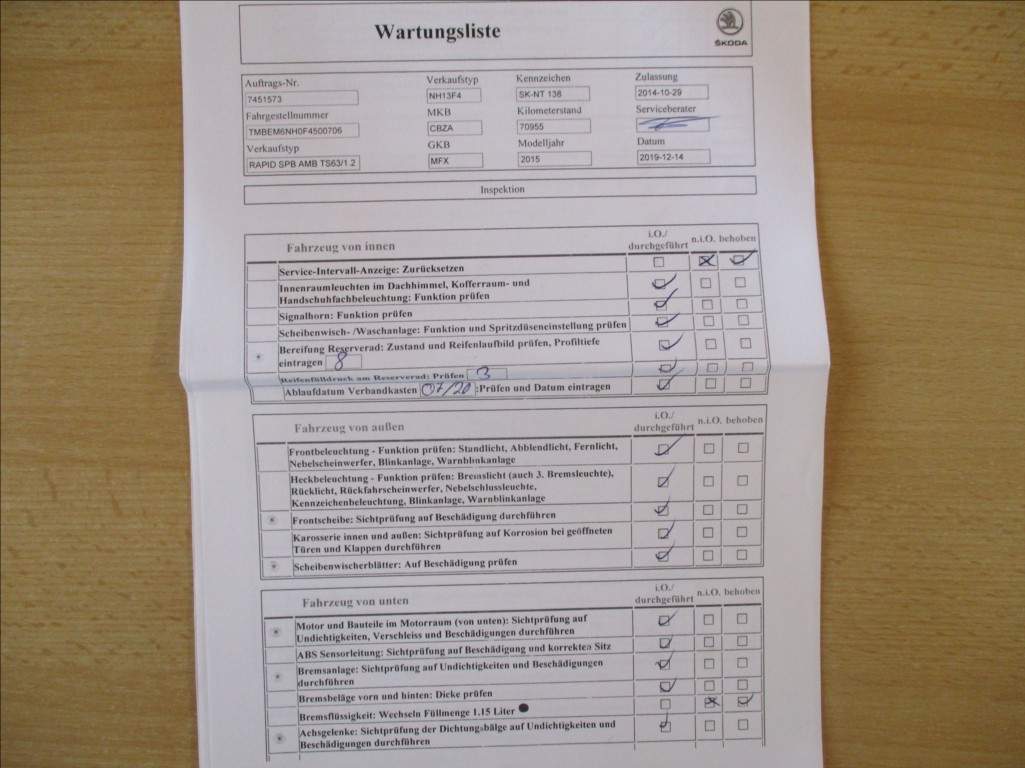 Wartungsliste
ŠKODA
Auftrags-Nr.
7451573
Verkaufstyp
NH13F4
Kennzeichen
SK-NT 138
Zulassung
2014-10-29
Fahrgestellnummer
TMBEM6NH0F4500706
MKB
CBZA
Kilometerstand
70955
Serviceberater
Verkaufstyp
RAPID SPB AMB TS63/1.2
GKB
MFX
Modelljahr
2015
Datum
2019-12-14
Inspektion
Fahrzeug von innen
i.O./
durchgeführt
n.i.O. behoben
Service-Intervall-Anzeige: Zurücksetzen
Innenraumleuchten im Dachhimmel, Kofferraum- und
Handschuhfachbeleuchtung: Funktion prüfen
Signalhorn: Funktion prüfen
Scheibenwisch- /Waschanlage: Funktion und Spritzdüseneinstellung prüfen
Bereifung Reserverad: Zustand und Reifenlaufbild prüfen, Profiltiefe
eintragen 8
Reifenfülldruck am Reserverad: Prüfen 3
Ablaufdatum Verbandkasten 07/20 :Prüfen und Datum eintragen
Fahrzeug von außen
i.O./
durchgeführt
n.i.O. behoben
Frontbeleuchtung - Funktion prüfen: Standlicht, Abblendlicht, Fernlicht,
Nebelscheinwerfer, Blinkanlage, Warnblinkanlage
Heckbeleuchtung - Funktion prüfen: Bremslicht (auch 3. Bremsleuchte),
Rücklicht, Rückfahrscheinwerfer, Nebelschlussleuchte,
Kennzeichenbeleuchtung, Blinkanlage, Warnblinkanlage
Frontscheibe: Sichtprüfung auf Beschädigung durchführen
Karosserie innen und außen: Sichtprüfung auf Korrosion bei geöffneten
Türen und Klappen durchführen
Scheibenwischerblätter: Auf Beschädigung prüfen
Fahrzeug von unten
i.O./
durchgeführt
n.i.O. behoben
Motor und Bauteile im Motorraum (von unten): Sichtprüfung auf
Undichtigkeiten, Verschleiss und Beschädigungen durchführen
ABS Sensorleitung: Sichtprüfung auf Beschädigung und korrekten Sitz
Bremsanlage: Sichtprüfung auf Undichtigkeiten und Beschädigungen
durchführen
Bremsbeläge vorn und hinten: Dicke prüfen
Bremsflüssigkeit: Wechseln Füllmenge 1.15 Liter
Achsgelenke: Sichtprüfung der Dichtungsbälge auf Undichtigkeiten und
Beschädigungen durchführen